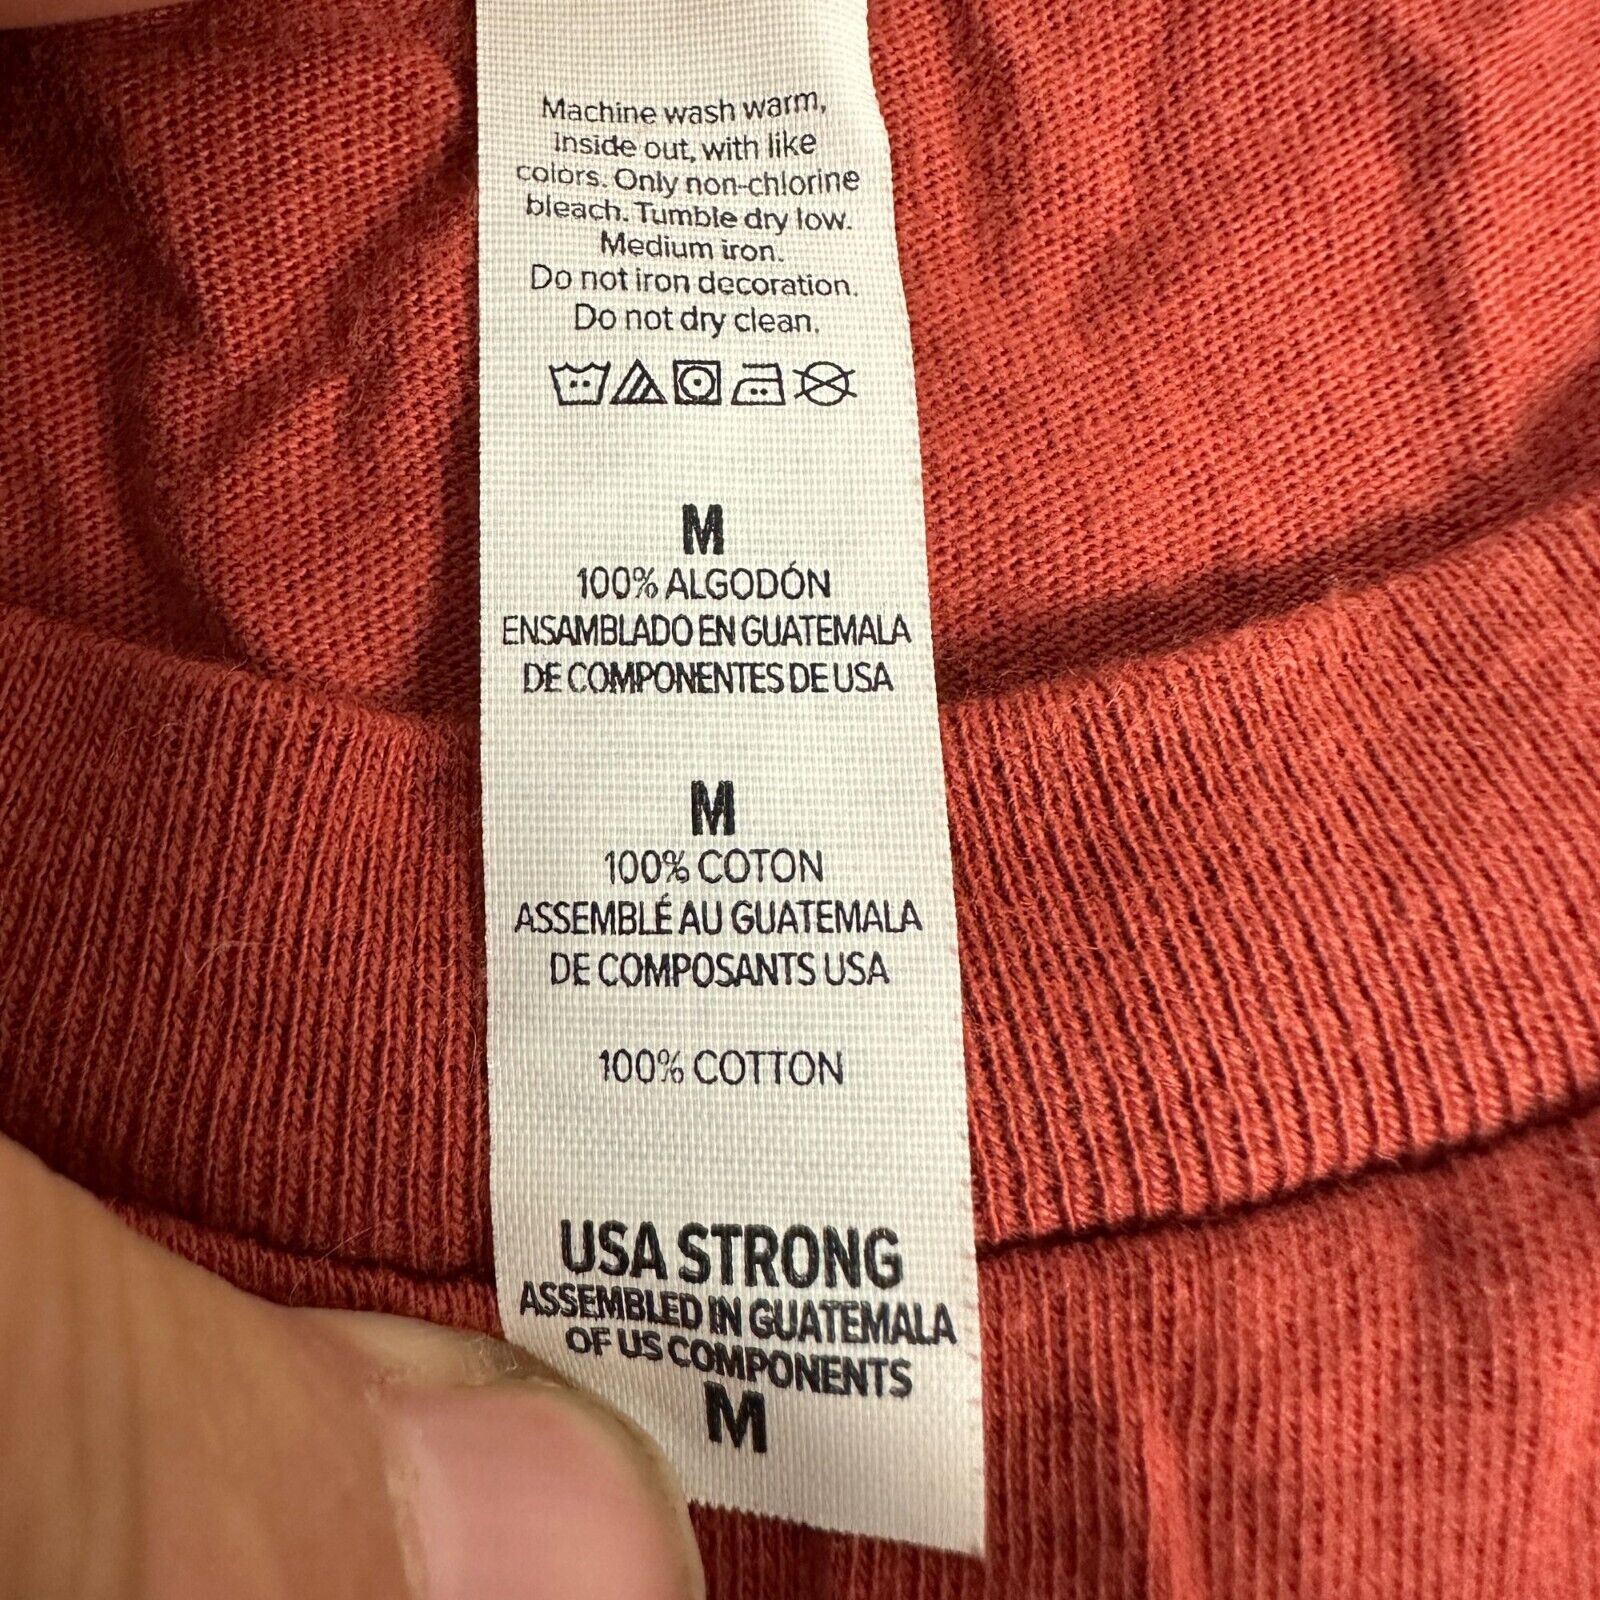 Machine wash warm,
inside out, with like
colors. Only non-chlorine
bleach. Tumble dry low.
Medium iron.
Do not iron decoration.
Do not dry clean.
M
100% ALGODÓN
ENSAMBLADO EN GUATEMALA
DE COMPONENTES DE USA
M
100% COTON
ASSEMBLÉ AU GUATEMALA
DE COMPOSANTS USA
100% COTTON
USA STRONG
ASSEMBLED IN GUATEMALA
OF US COMPONENTS
M